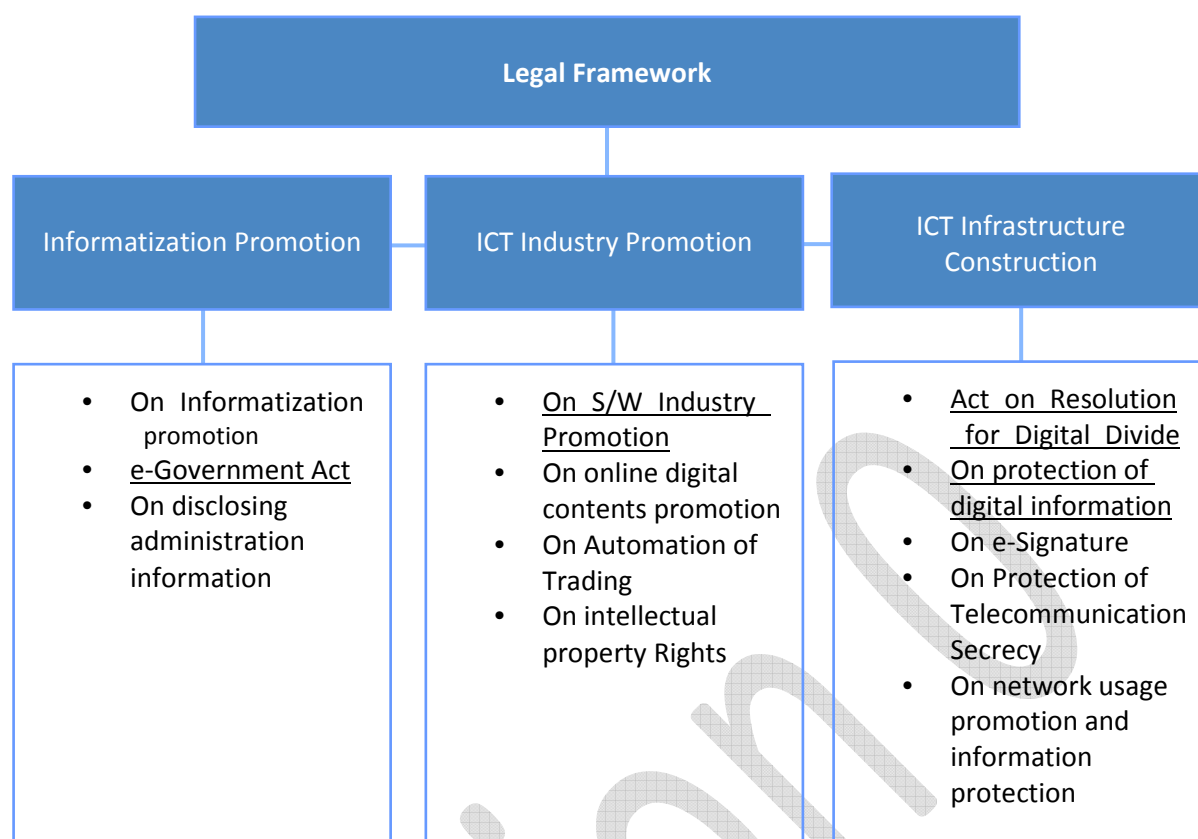 Legal Framework
Informatization Promotion
ICT Industry Promotion
ICT Infrastructure
Construction
• On Informatization
promotion
• e-Government Act
• On disclosing
administration
information
• On S/W Industry
Promotion
• On online digital
contents promotion
• On Automation of
Trading
• On intellectual
property Rights
• Act on Resolution
for Digital Divide
• On protection of
digital information
• On e-Signature
• On Protection of
Telecommunication
Secrecy
• On network usage
promotion and
information
protection